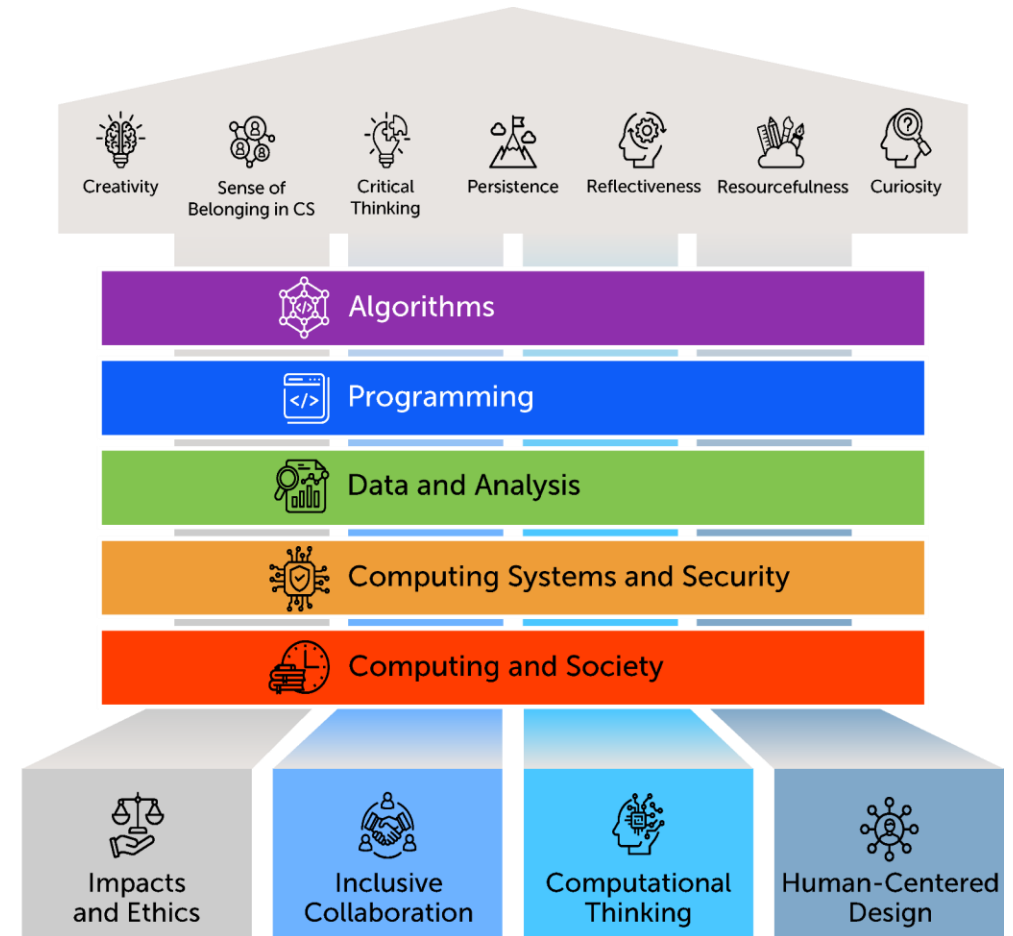 Creativity
Sense of
Belonging in CS
Critical
Thinking
Persistence
Reflectiveness
Resourcefulness
Curiosity
Algorithms
Programming
Data and Analysis
Computing Systems and Security
Computing and Society
Impacts
and Ethics
Inclusive
Collaboration
Computational
Thinking
Human-Centered
Design